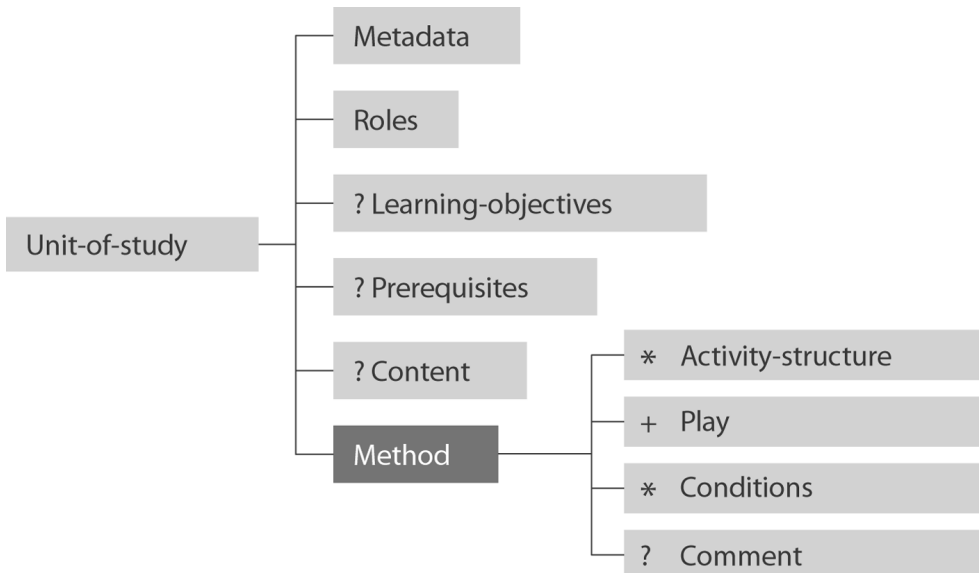 Metadata
Roles
? Learning-objectives
Unit-of-study
? Prerequisites
? Content
Method
* Activity-structure
+ Play
* Conditions
? Comment